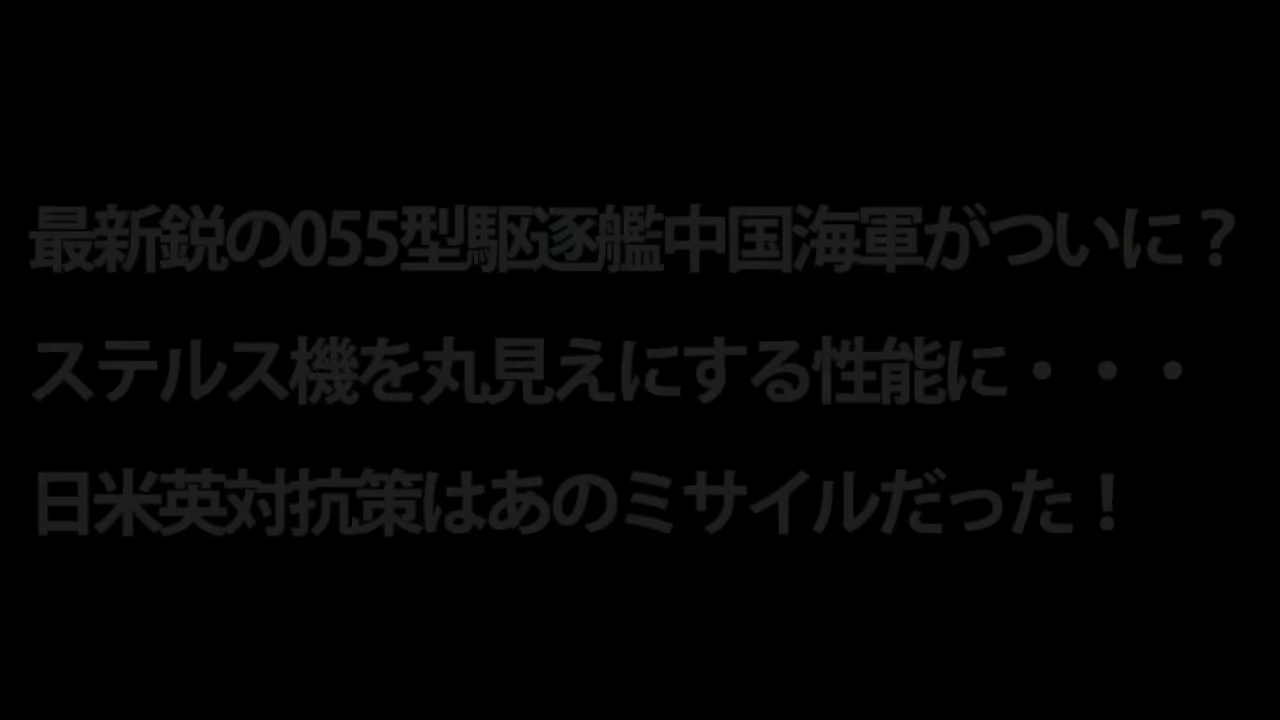 最新鋭の055型駆逐艦中国海軍がついに？
ステルス機を丸見えにする性能に・・・
日米英対抗策はあのミサイルだった！